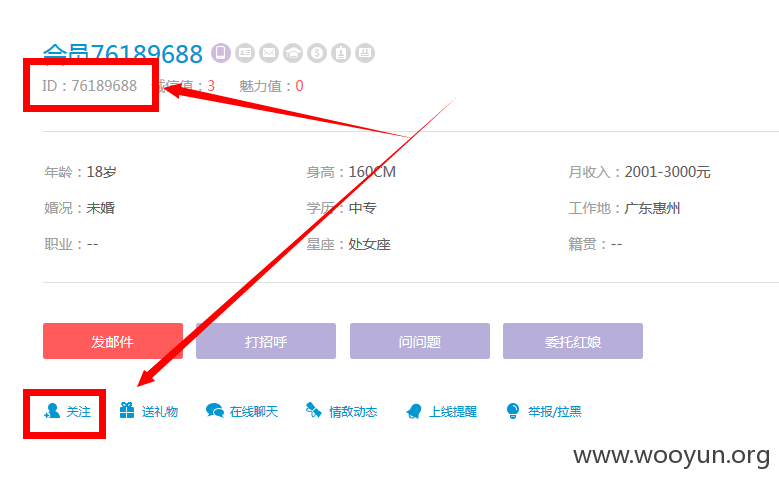 会员76189688
ID：76189688 诚信值：3 魅力值：0
年龄：18岁 身高：160CM 月收入：2001-3000元
婚况：未婚 学历：中专 工作地：广东惠州
职业：-- 星座：处女座 籍贯：--
发邮件 打招呼 问问题 委托红娘
关注 送礼物 在线聊天 情敌动态 上线提醒 举报/拉黑
www.wooyun.org